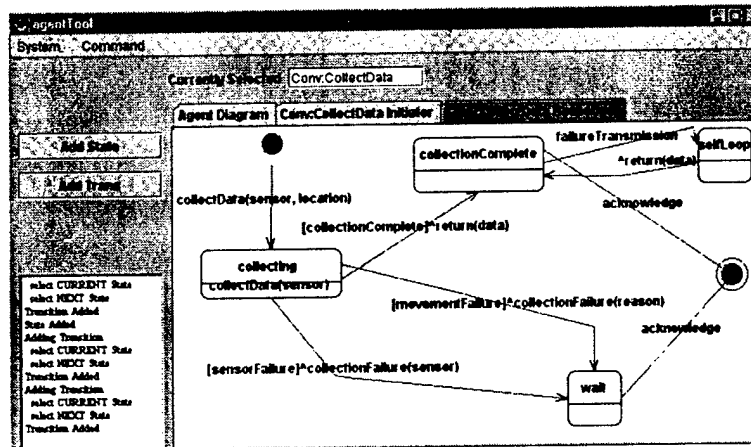 agentTool
System Command
Currently Selected Conv:CollectData
Agent Diagram Conv:CollectData Initiator
Add State
Add Trand
failureTransmission
selfLoop
collectionComplete
^return(data)
collectData(sensor, location)
[collectionComplete]^return(data)
acknowledge
collecting
collectData(sensor)
[movementFailure]^collectionFailure(reason)
acknowledge
[sensorFailure]^collectionFailure(sensor)
wait
select CURRENT State
select NEXT State
Transition Added
State Added
Adding Transition
select CURRENT State
select NEXT State
Transition Added
Adding Transition
select CURRENT State
select NEXT State
Transition Added